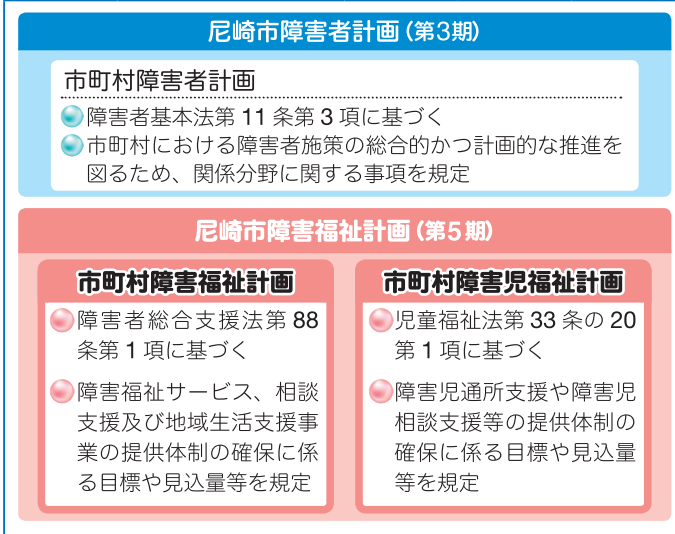 尼崎市障害者計画（第3期）
市町村障害者計画
障害者基本法第 11 条第 3 項に基づく
市町村における障害者施策の総合的かつ計画的な推進を
図るため、関係分野に関する事項を規定
尼崎市障害福祉計画（第5期）
市町村障害福祉計画
障害者総合支援法第 88
条第 1 項に基づく
障害福祉サービス、相談
支援及び地域生活支援事
業の提供体制の確保に係
る目標や見込量等を規定
市町村障害児福祉計画
児童福祉法第 33 条の 20
第 1 項に基づく
障害児通所支援や障害児
相談支援等の提供体制の
確保に係る目標や見込量
等を規定